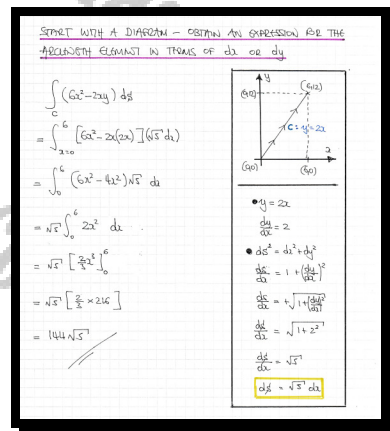 START WITH A DIAGRAM – OBTAIN AN EXPRESSION FOR THE
ARCLENGTH ELEMENT IN TERMS OF dx OR dy
∫_C (6x²-2xy) ds
= ∫_{x=0}^{6} [6x²-2x(2x)](√5 dx)
= ∫_0^6 (6x²-4x²)√5 dx
= √5 ∫_0^6 2x² dx
= √5 [⅔x³]_0^6
= √5 [⅔ × 216]
= 144√5
y
(0,12)
(6,12)
C: y=2x
x
(0,0)
(6,0)
• y = 2x
dy/dx = 2
• ds² = dx²+dy²
ds/dx = 1 + (dy/dx)²
ds/dx = +√(1+(dy/dx)²)
ds/dx = √(1+2²)
ds/dx = √5
ds = √5 dx